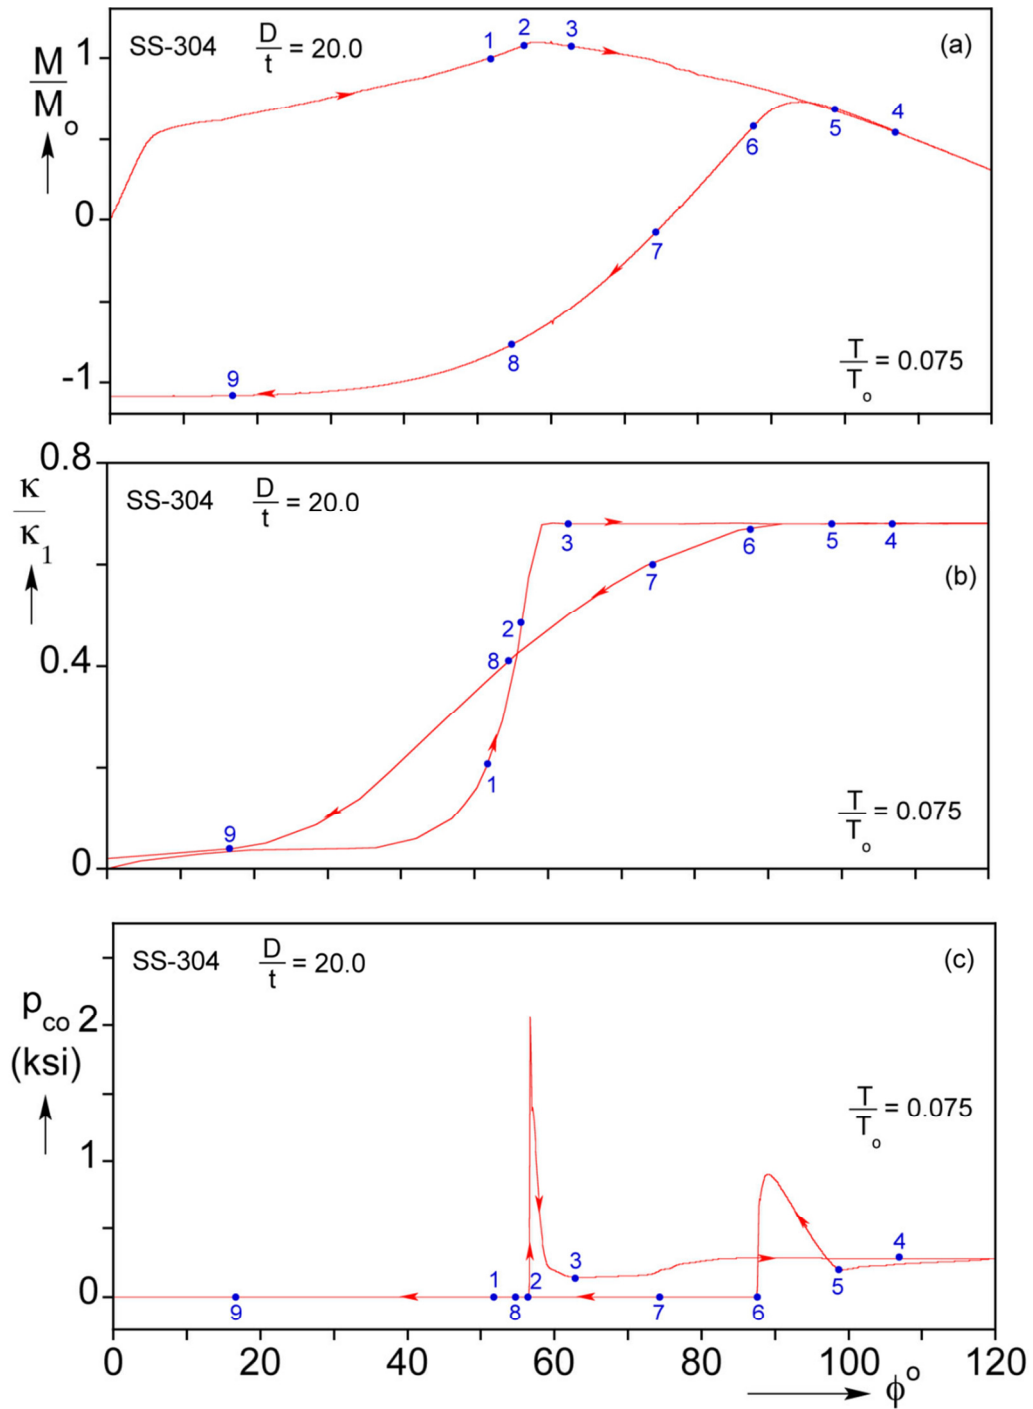 SS-304 D/t = 20.0 (a)
M/Mo
1
0
-1
1 2 3
4
5
6
7
8
9
T/To = 0.075
κ/κ1
0.8
0.4
0
SS-304 D/t = 20.0
(b)
3 5 4
6
7
2
8
1
9
T/To = 0.075
SS-304 D/t = 20.0 (c)
pco
(ksi)
2
1
0
T/To = 0.075
1 2 3 4
9 8 7 6 5
0 20 40 60 80 100 120
ϕo